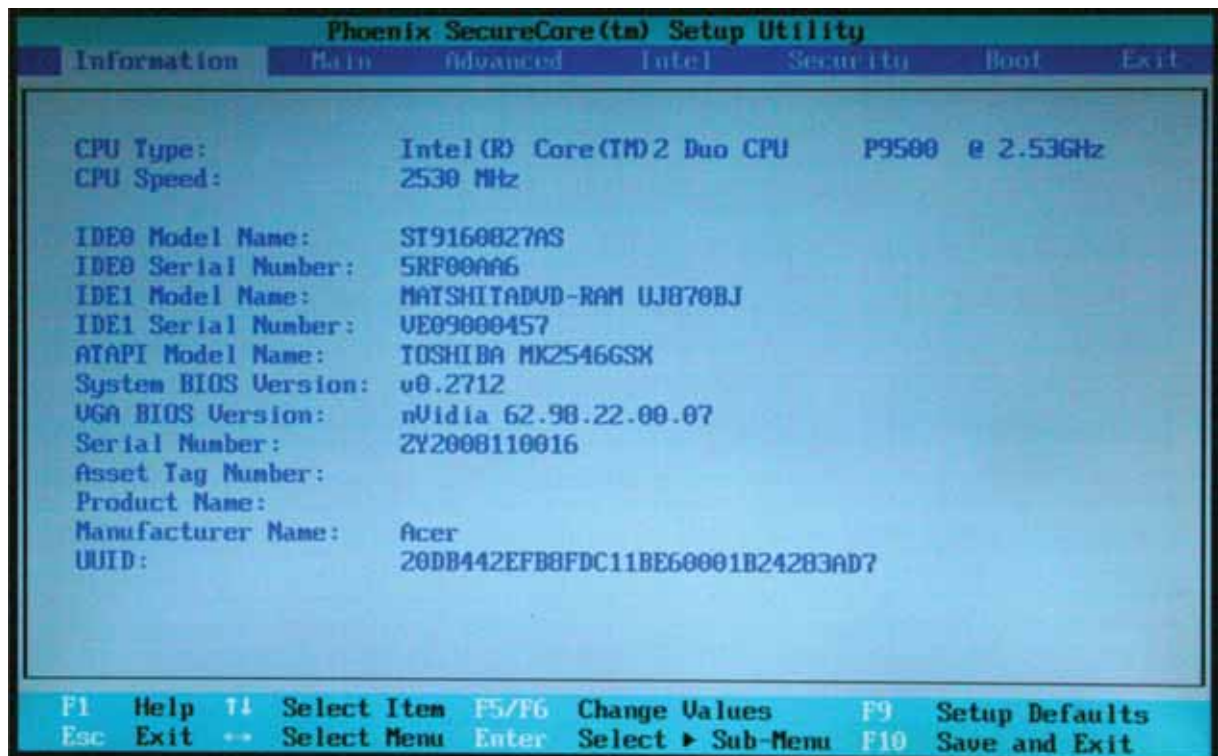 Phoenix SecureCore(tm) Setup Utility
Information Main Advanced Intel Security Boot Exit
CPU Type: Intel(R) Core(TM)2 Duo CPU P9500 @ 2.53GHz
CPU Speed: 2530 MHz
IDE0 Model Name: ST9160827AS
IDE0 Serial Number: 5RF00AA6
IDE1 Model Name: MATSHITADVD-RAM UJ870BJ
IDE1 Serial Number: VE09000457
ATAPI Model Name: TOSHIBA MK2546GSX
System BIOS Version: v0.2712
VGA BIOS Version: nVidia 62.98.22.00.07
Serial Number: ZY2008110016
Asset Tag Number:
Product Name:
Manufacturer Name: Acer
UUID: 20DB442EFB8FDC11BE60001B24283AD7
F1 Help ↑↓ Select Item F5/F6 Change Values F9 Setup Defaults
Esc Exit ↔ Select Menu Enter Select ▶ Sub-Menu F10 Save and Exit